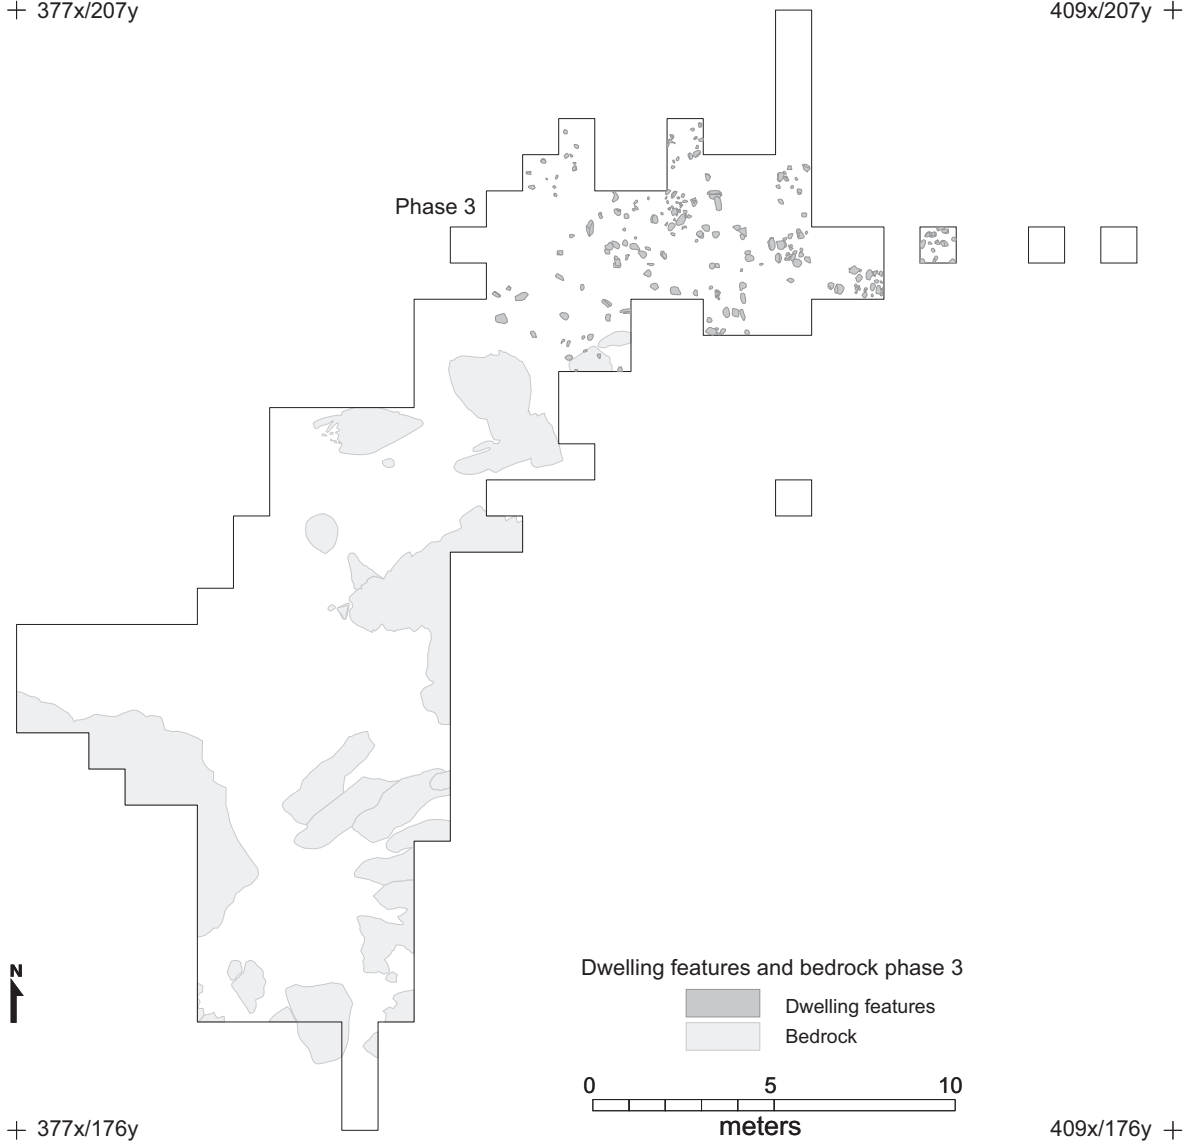 377x/207y
409x/207y
Phase 3
N
Dwelling features and bedrock phase 3
Dwelling features
Bedrock
0 5 10
meters
377x/176y
409x/176y